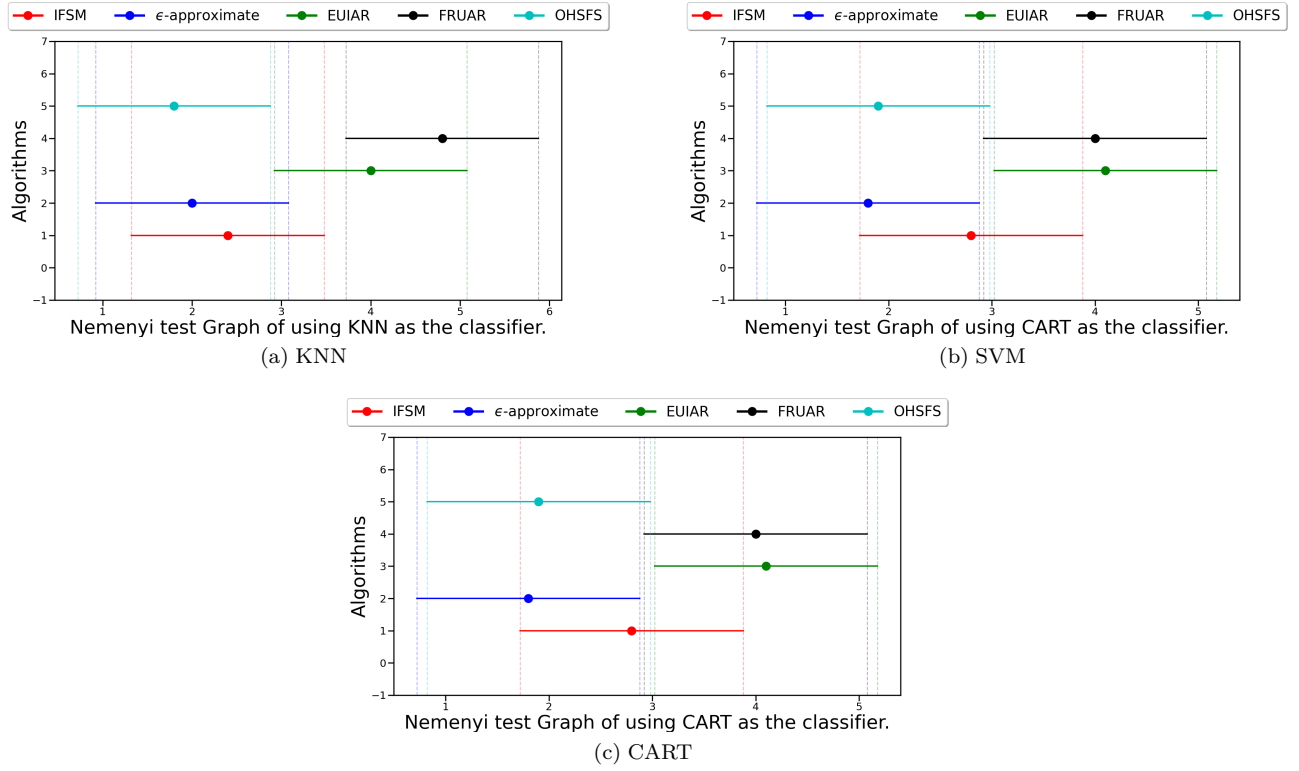 IFSM ϵ-approximate EUIAR FRUAR OHSFS
7
6
5
4
3
2
1
0
−1
Algorithms
1 2 3 4 5 6
Nemenyi test Graph of using KNN as the classifier.
(a) KNN
IFSM ϵ-approximate EUIAR FRUAR OHSFS
7
6
5
4
3
2
1
0
−1
Algorithms
1 2 3 4 5
Nemenyi test Graph of using CART as the classifier.
(b) SVM
IFSM ϵ-approximate EUIAR FRUAR OHSFS
7
6
5
4
3
2
1
0
−1
Algorithms
1 2 3 4 5
Nemenyi test Graph of using CART as the classifier.
(c) CART